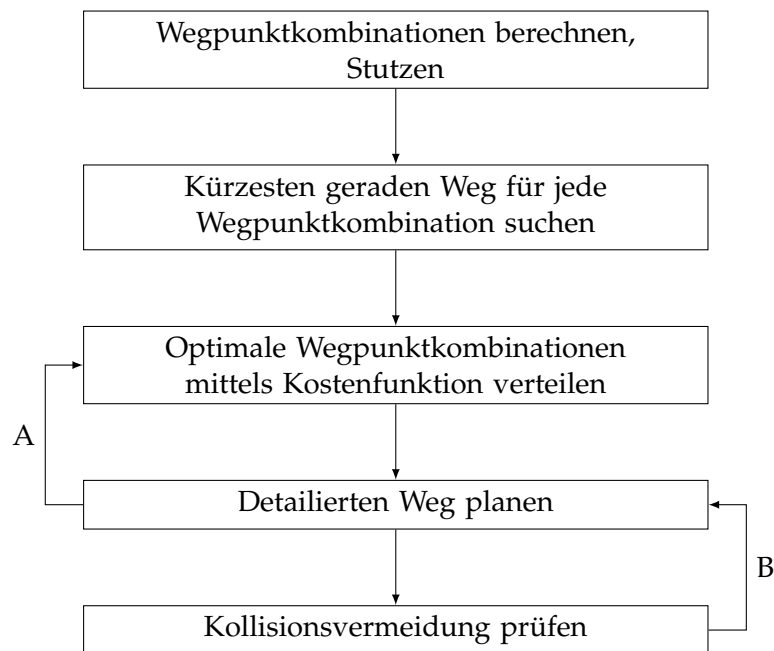 Wegpunktkombinationen berechnen,
Stutzen
Kürzesten geraden Weg für jede
Wegpunktkombination suchen
Optimale Wegpunktkombinationen
mittels Kostenfunktion verteilen
A
Detailierten Weg planen
B
Kollisionsvermeidung prüfen